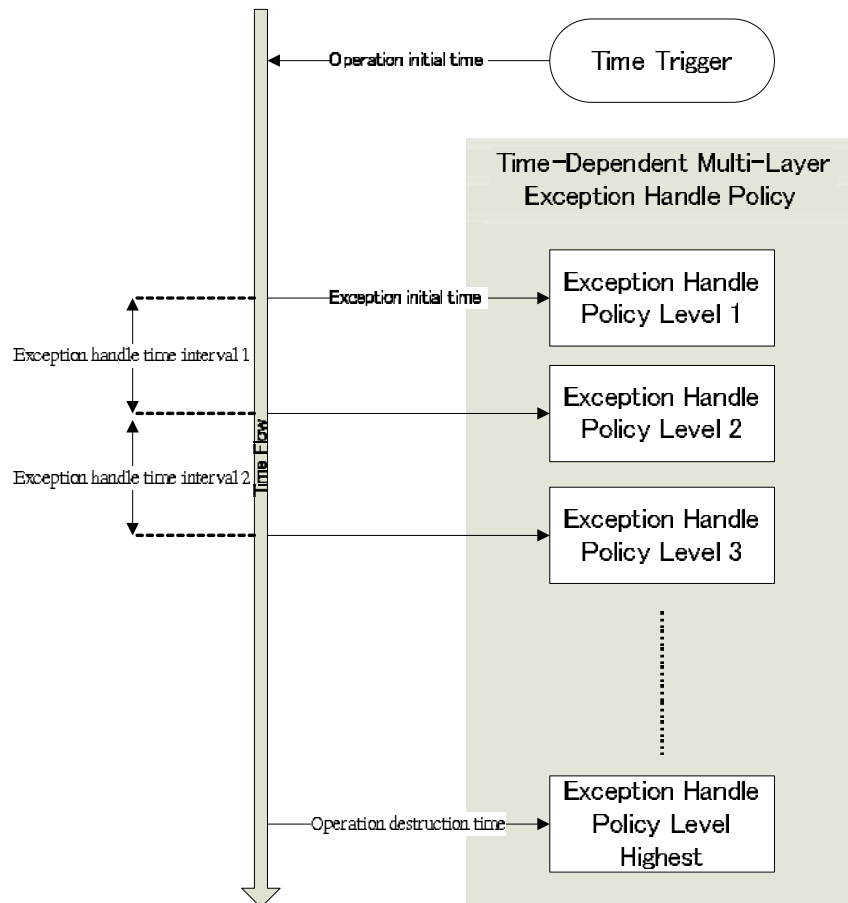 Operation initial time
Time Trigger
Time-Dependent Multi-Layer
Exception Handle Policy
Exception initial time
Exception Handle
Policy Level 1
Exception handle time interval 1
Exception Handle
Policy Level 2
Time Flow
Exception handle time interval 2
Exception Handle
Policy Level 3
Operation destruction time
Exception Handle
Policy Level
Highest